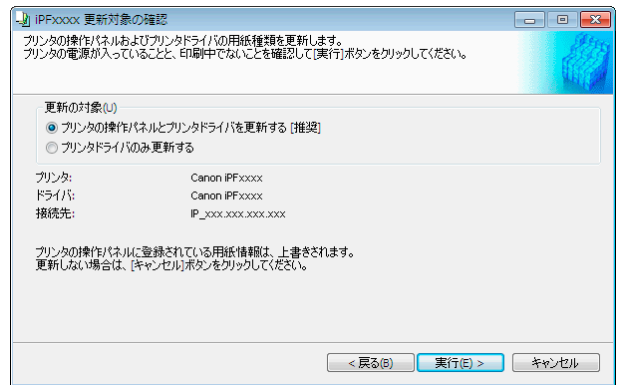 iPFxxxx 更新対象の確認
プリンタの操作パネルおよびプリンタドライバの用紙種類を更新します。
プリンタの電源が入っていることと、印刷中でないことを確認して[実行]ボタンをクリックしてください。
更新の対象(U)
プリンタの操作パネルとプリンタドライバを更新する [推奨]
プリンタドライバのみ更新する
プリンタ: Canon iPFxxxx
ドライバ: Canon iPFxxxx
接続先: IP_xxx.xxx.xxx.xxx
プリンタの操作パネルに登録されている用紙情報は、上書きされます。
更新しない場合は、[キャンセル]ボタンをクリックしてください。
< 戻る(B) 実行(E) > キャンセル